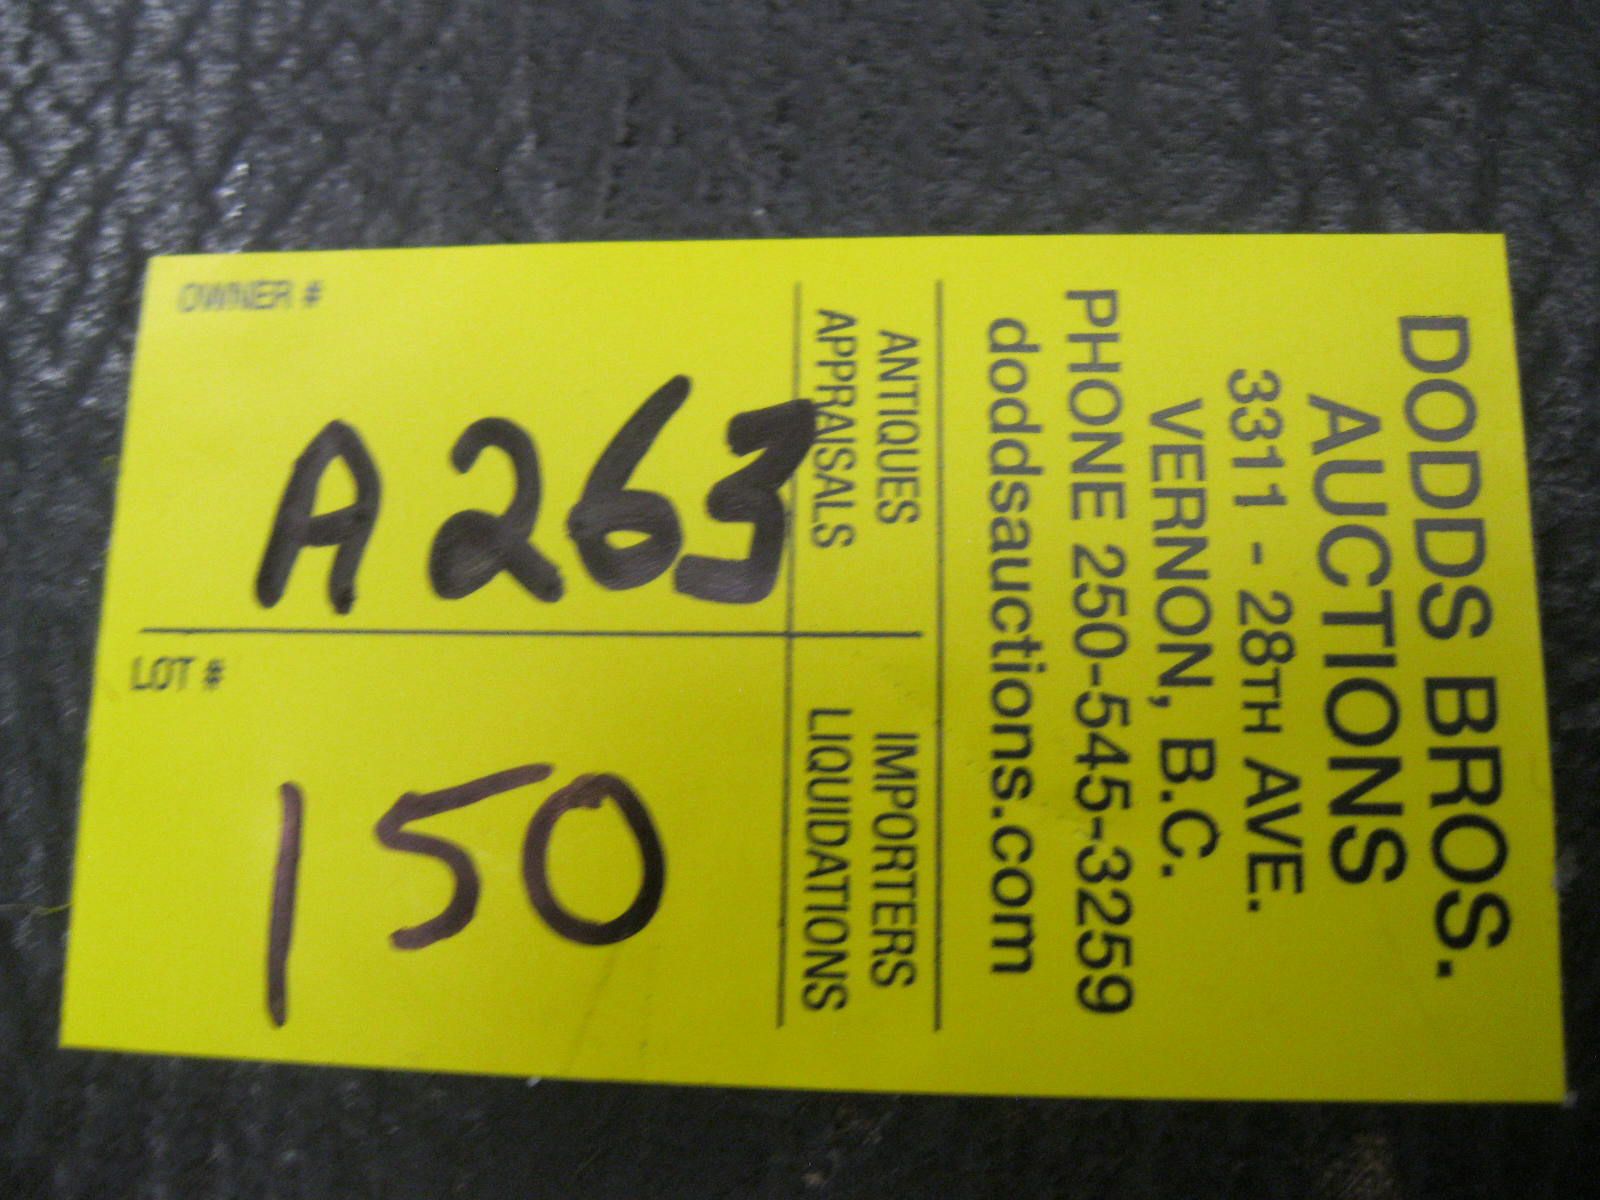 DODDS BROS.
AUCTIONS
3311 - 28TH AVE.
VERNON, B.C.
PHONE 250-545-3259
doddsauctions.com
ANTIQUES
APPRAISALS
IMPORTERS
LIQUIDATIONS
OWNER #
A263
LOT #
150